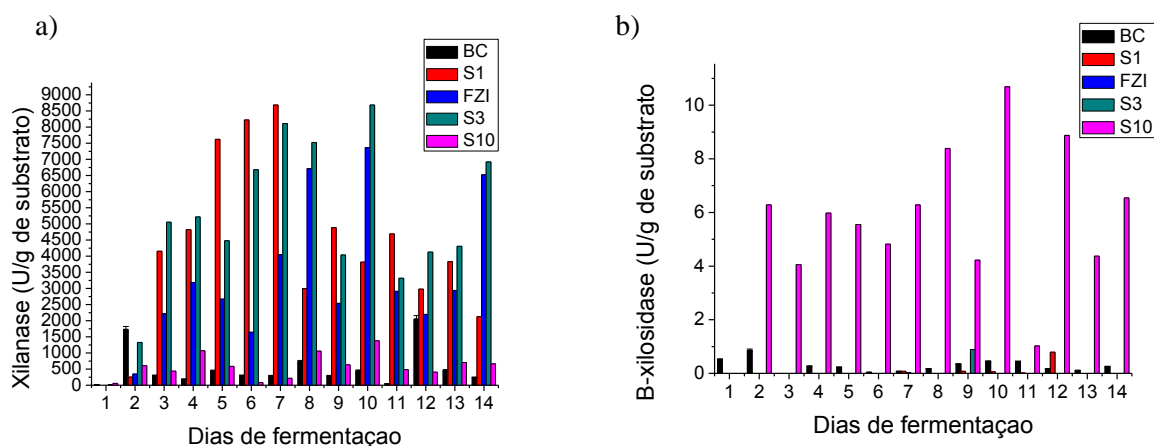 a)
BC
S1
FZI
S3
S10
Xilanase (U/g de substrato)
9000
8500
8000
7500
7000
6500
6000
5500
5000
4500
4000
3500
3000
2500
2000
1500
1000
500
0
1 2 3 4 5 6 7 8 9 10 11 12 13 14
Dias de fermentaçao
b)
BC
S1
FZI
S3
S10
B-xilosidase (U/g de substrato
10
8
6
4
2
0
1 2 3 4 5 6 7 8 9 10 11 12 13 14
Dias de fermentaçao